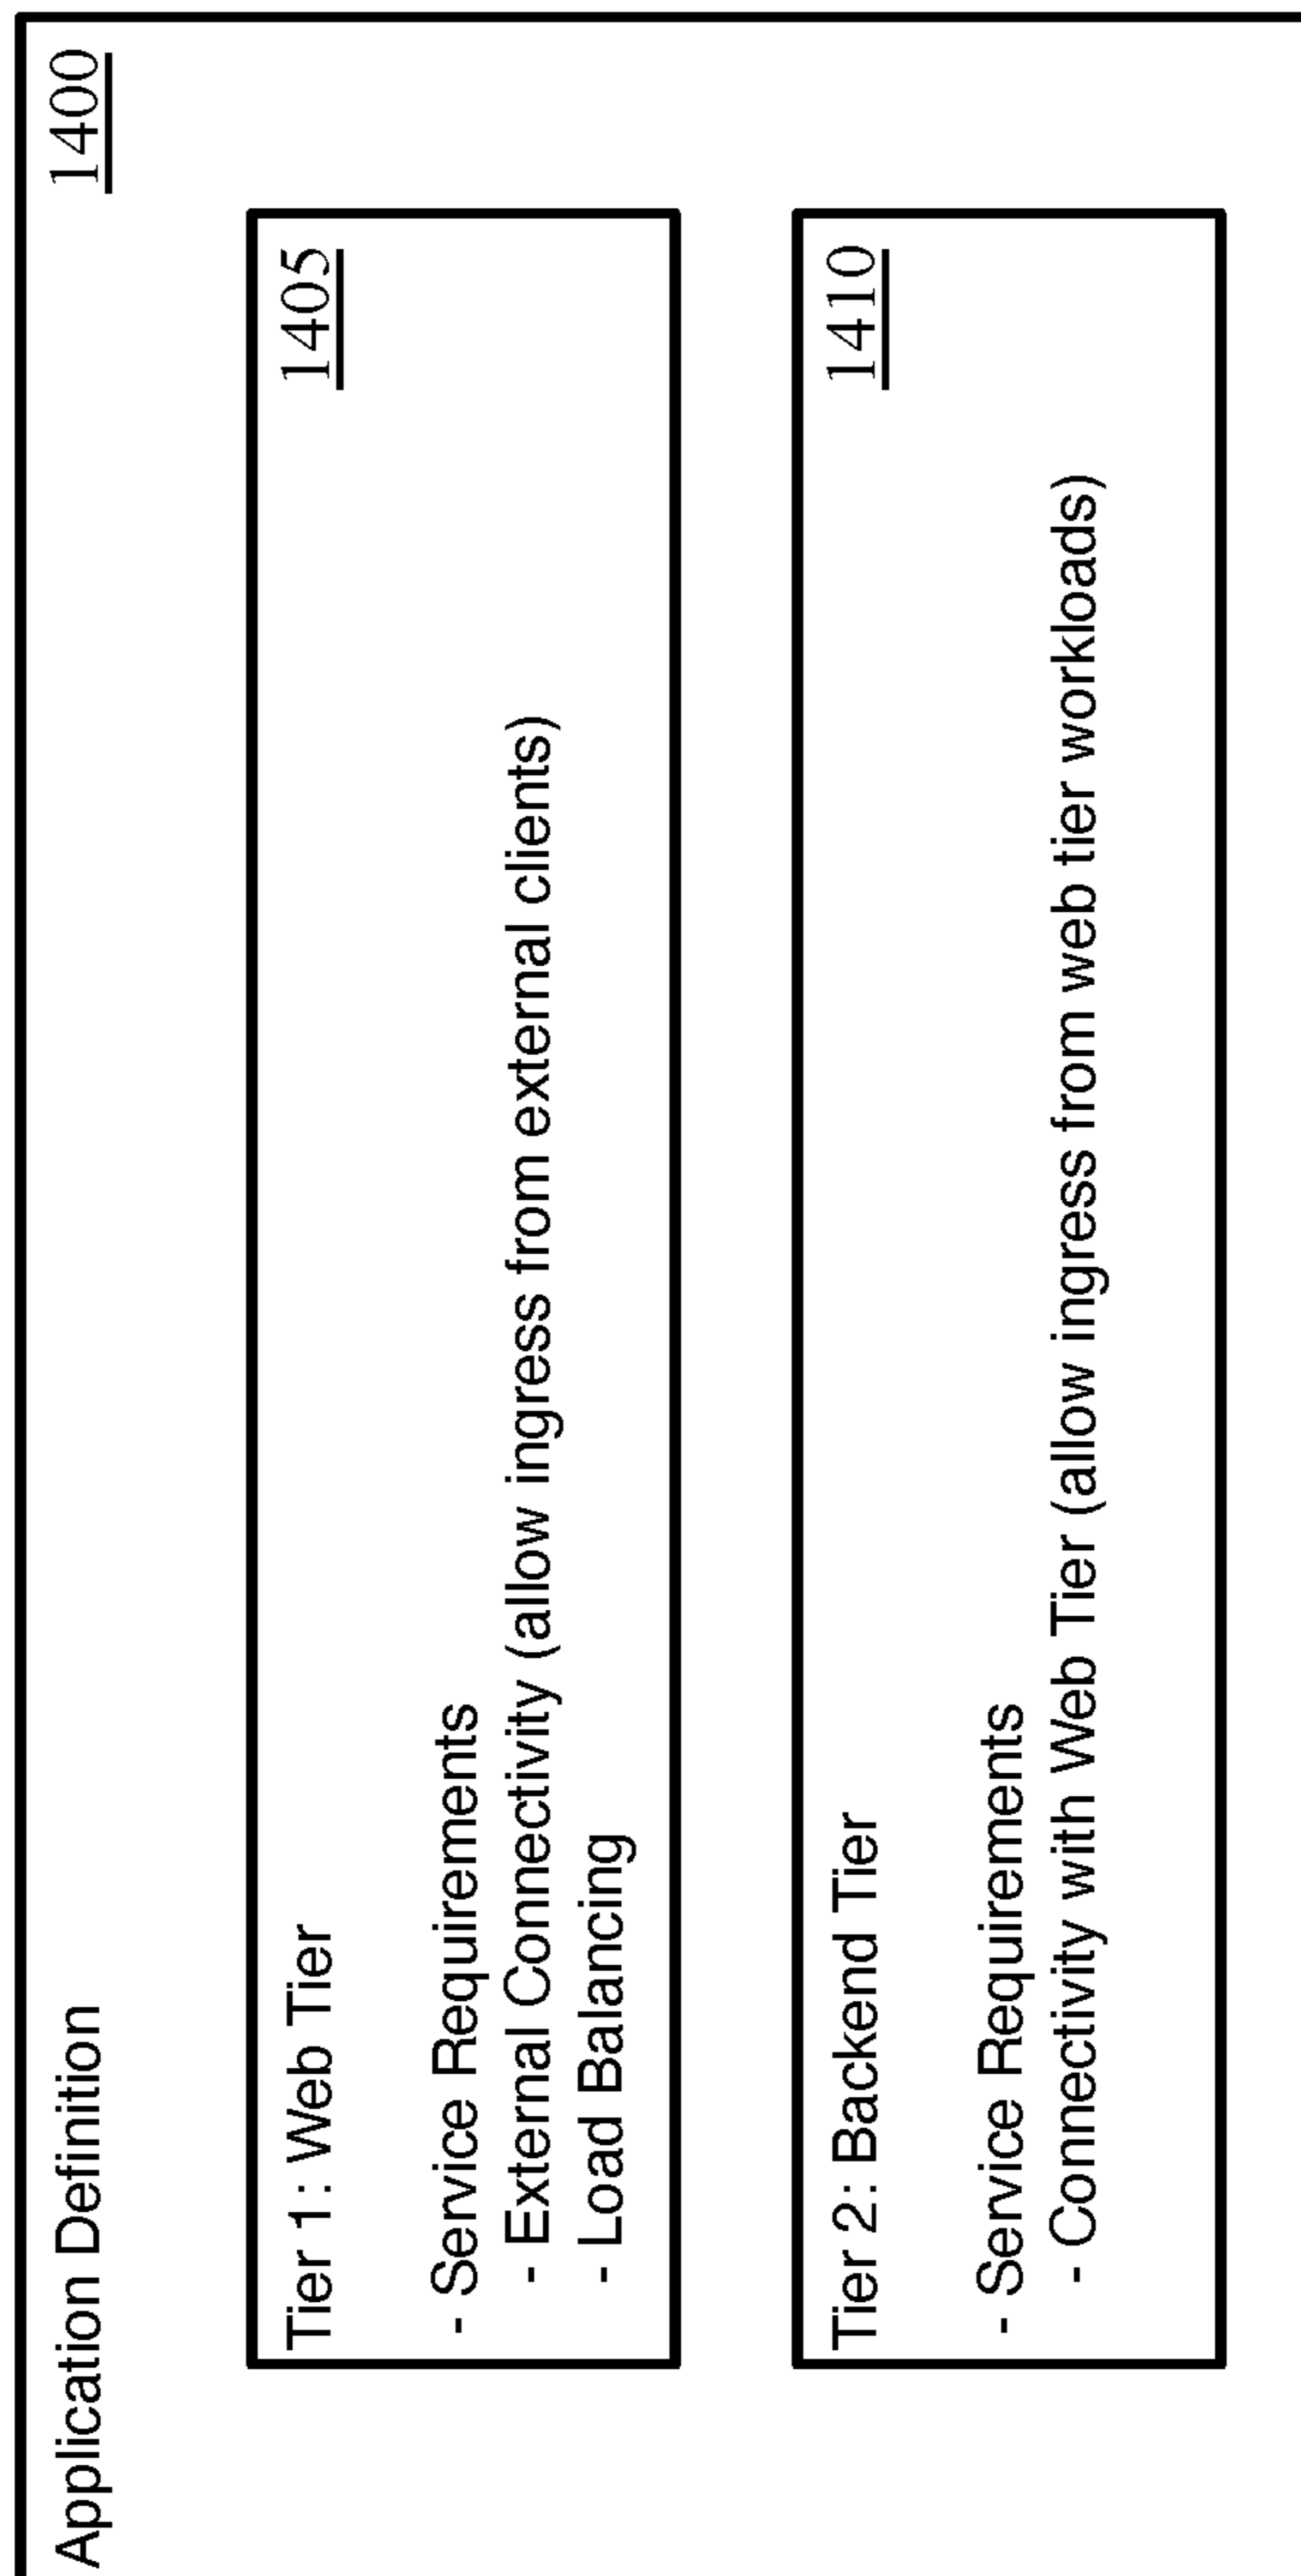 Application Definition
1400
Tier 1: Web Tier
1405
- Service Requirements
- External Connectivity (allow ingress from external clients)
- Load Balancing
Tier 2: Backend Tier
1410
- Service Requirements
- Connectivity with Web Tier (allow ingress from web tier workloads)